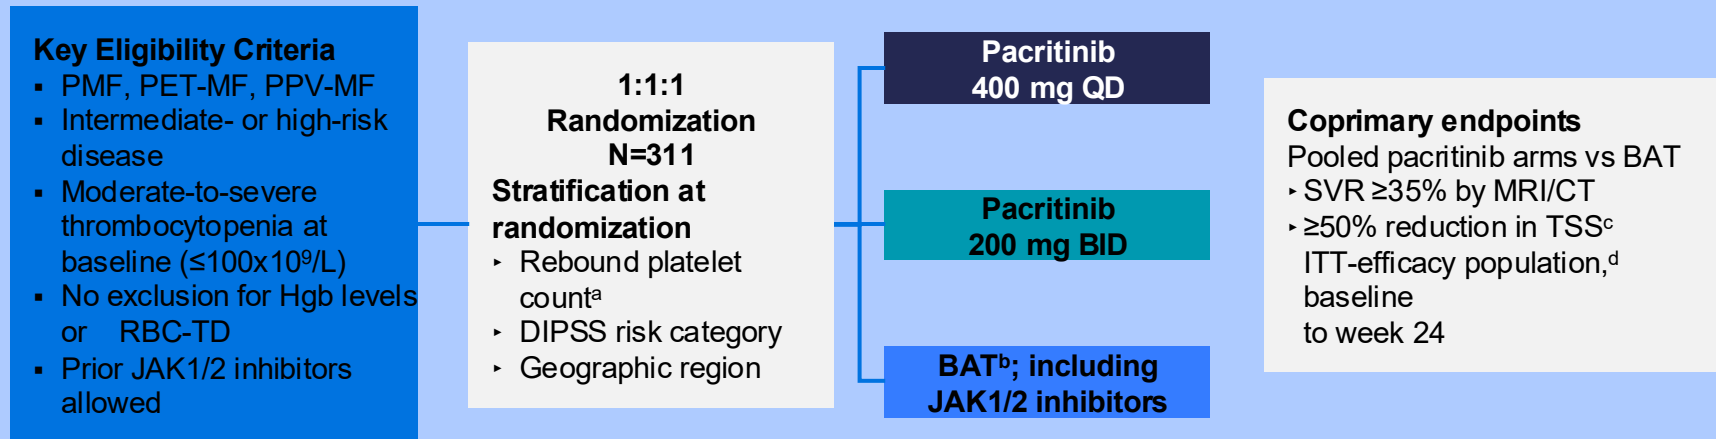 Key Eligibility Criteria
▪ PMF, PET-MF, PPV-MF
▪ Intermediate- or high-risk
disease
▪ Moderate-to-severe
thrombocytopenia at
baseline (≤100x10⁹/L)
▪ No exclusion for Hgb levels
or RBC-TD
▪ Prior JAK1/2 inhibitors
allowed
1:1:1
Randomization
N=311
Stratification at
randomization
‣ Rebound platelet
countᵃ
‣ DIPSS risk category
‣ Geographic region
Pacritinib
400 mg QD
Pacritinib
200 mg BID
BATᵇ; including
JAK1/2 inhibitors
Coprimary endpoints
Pooled pacritinib arms vs BAT
‣ SVR ≥35% by MRI/CT
‣ ≥50% reduction in TSSᶜ
ITT-efficacy population,ᵈ
baseline
to week 24